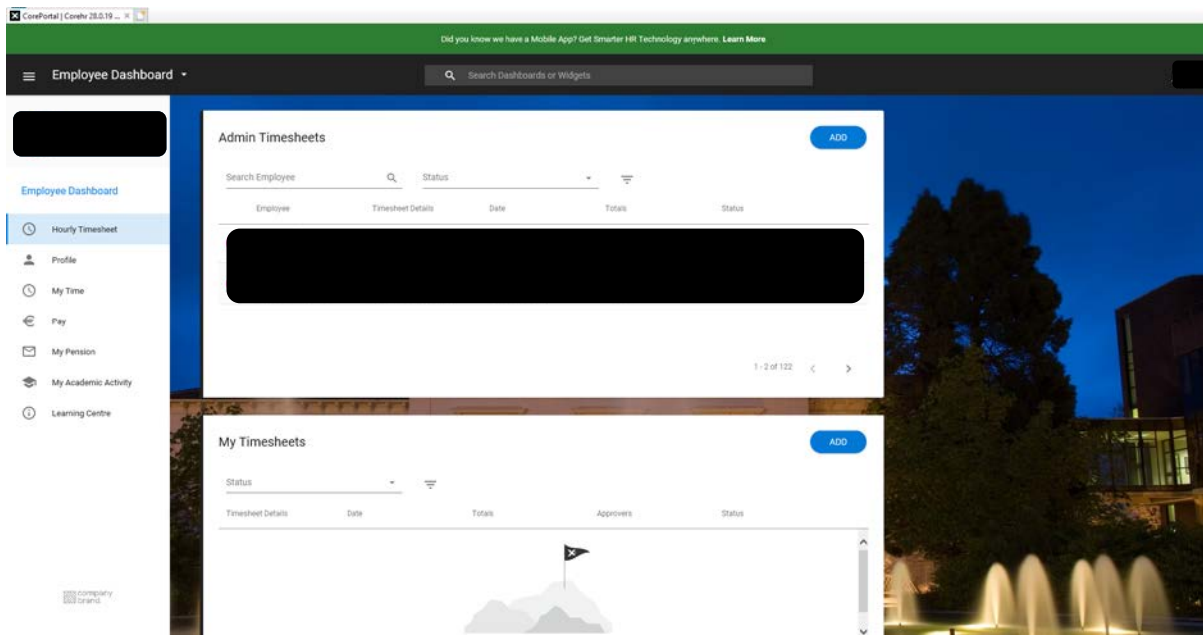 CorePortal | Corehr 28.0.19 ...
Did you know we have a Mobile App? Get Smarter HR Technology anywhere. Learn More
Employee Dashboard
Search Dashboards or Widgets
Employee Dashboard
Hourly Timesheet
Profile
My Time
Pay
My Pension
My Academic Activity
Learning Centre
company
brand
Admin Timesheets
ADD
Search Employee
Status
Employee Timesheet Details Date Totals Status
1 - 2 of 122
My Timesheets
ADD
Status
Timesheet Details Date Totals Approvers Status